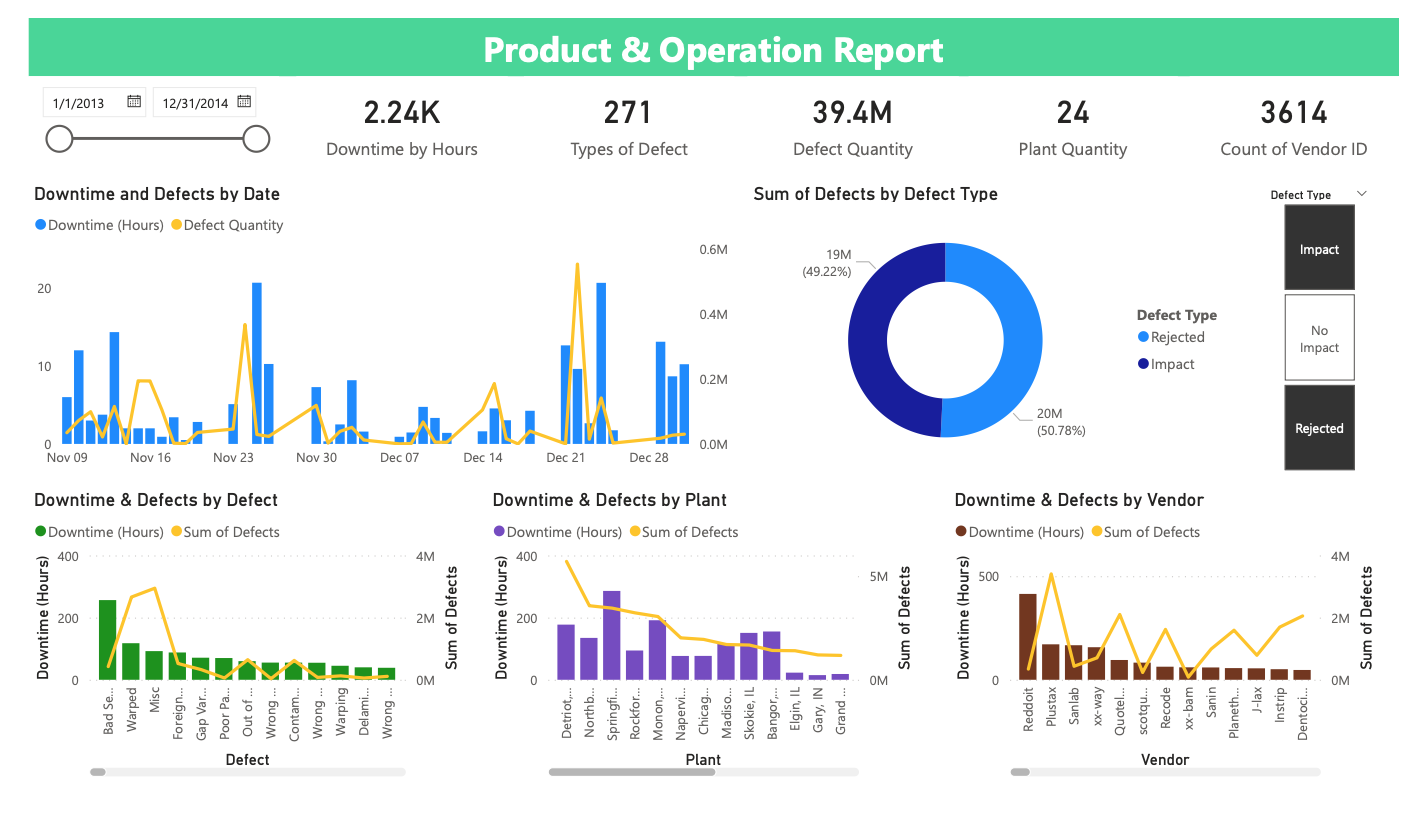 Product & Operation Report
1/1/2013
12/31/2014
2.24K
Downtime by Hours
271
Types of Defect
39.4M
Defect Quantity
24
Plant Quantity
3614
Count of Vendor ID
Downtime and Defects by Date
Downtime (Hours)
Defect Quantity
20
10
0
0.6M
0.4M
0.2M
0.0M
Nov 09
Nov 16
Nov 23
Nov 30
Dec 07
Dec 14
Dec 21
Dec 28
Sum of Defects by Defect Type
19M
(49.22%)
20M
(50.78%)
Defect Type
Rejected
Impact
Defect Type
Impact
No
Impact
Rejected
Downtime & Defects by Defect
Downtime (Hours)
Sum of Defects
Downtime (Hours)
400
200
0
4M
2M
0M
Sum of Defects
Bad Se...
Warped
Misc
Foreign...
Gap Var...
Poor Pa...
Out of ...
Wrong ...
Contam...
Wrong ...
Warping
Delami...
Wrong ...
Defect
Downtime & Defects by Plant
Downtime (Hours)
Sum of Defects
Downtime (Hours)
400
200
0
5M
0M
Sum of Defects
Detriot,...
Northb...
Springfi...
Rockfor...
Monon,...
Napervi...
Chicag...
Madiso...
Skokie, IL
Bangor,...
Elgin, IL
Gary, IN
Grand ...
Plant
Downtime & Defects by Vendor
Downtime (Hours)
Sum of Defects
Downtime (Hours)
500
0
4M
2M
0M
Sum of Defects
Reddoit
Plustax
Sanlab
xx-way
Quotel...
scotqu...
Recode
xx-bam
Sanin
Planeth...
J-lax
Instrip
Dentoci...
Vendor